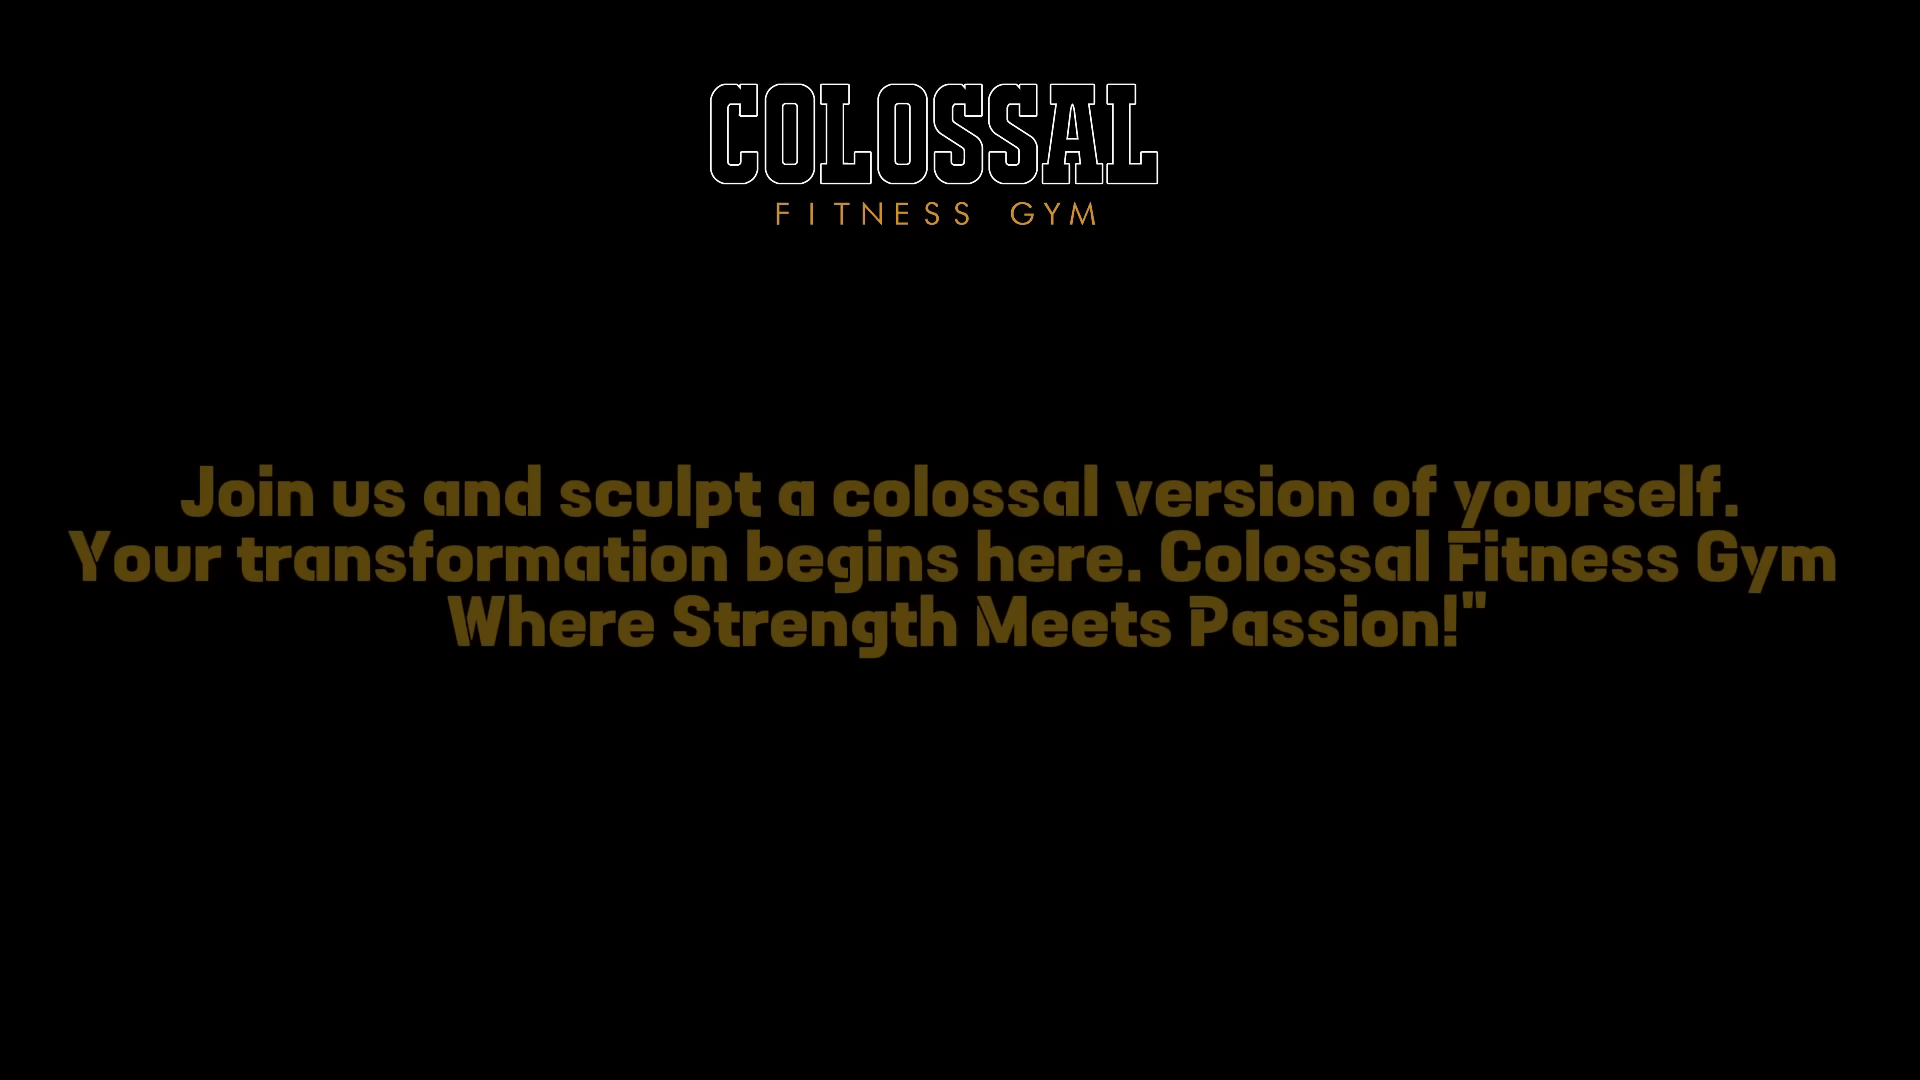 COLOSSAL
FITNESS GYM
Join us and sculpt a colossal version of yourself.
Your transformation begins here. Colossal Fitness Gym
Where Strength Meets Passion!"